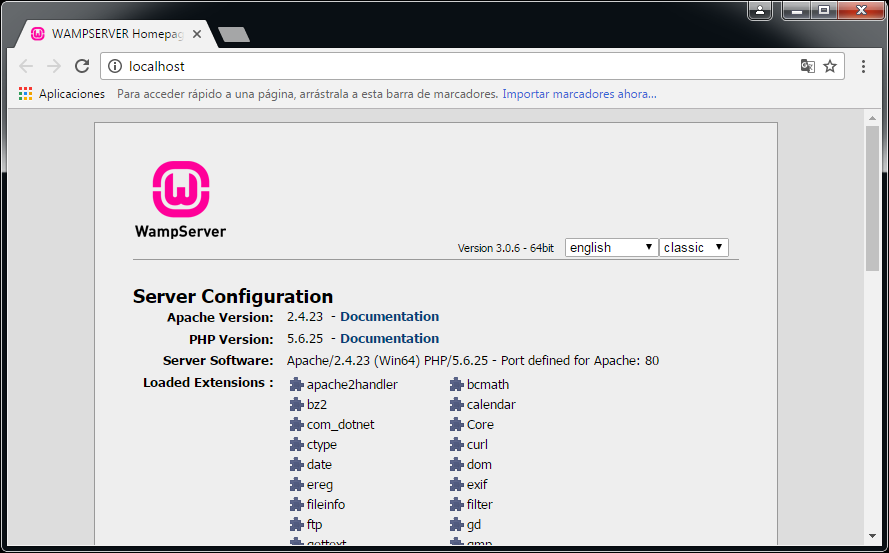 WAMPSERVER Homepag
localhost
Aplicaciones Para acceder rápido a una página, arrástrala a esta barra de marcadores. Importar marcadores ahora...
W
WampServer
Version 3.0.6 - 64bit english classic
Server Configuration
Apache Version: 2.4.23 - Documentation
PHP Version: 5.6.25 - Documentation
Server Software: Apache/2.4.23 (Win64) PHP/5.6.25 - Port defined for Apache: 80
Loaded Extensions : apache2handler bcmath
bz2 calendar
com_dotnet Core
ctype curl
date dom
ereg exif
fileinfo filter
ftp gd
gettext gmp